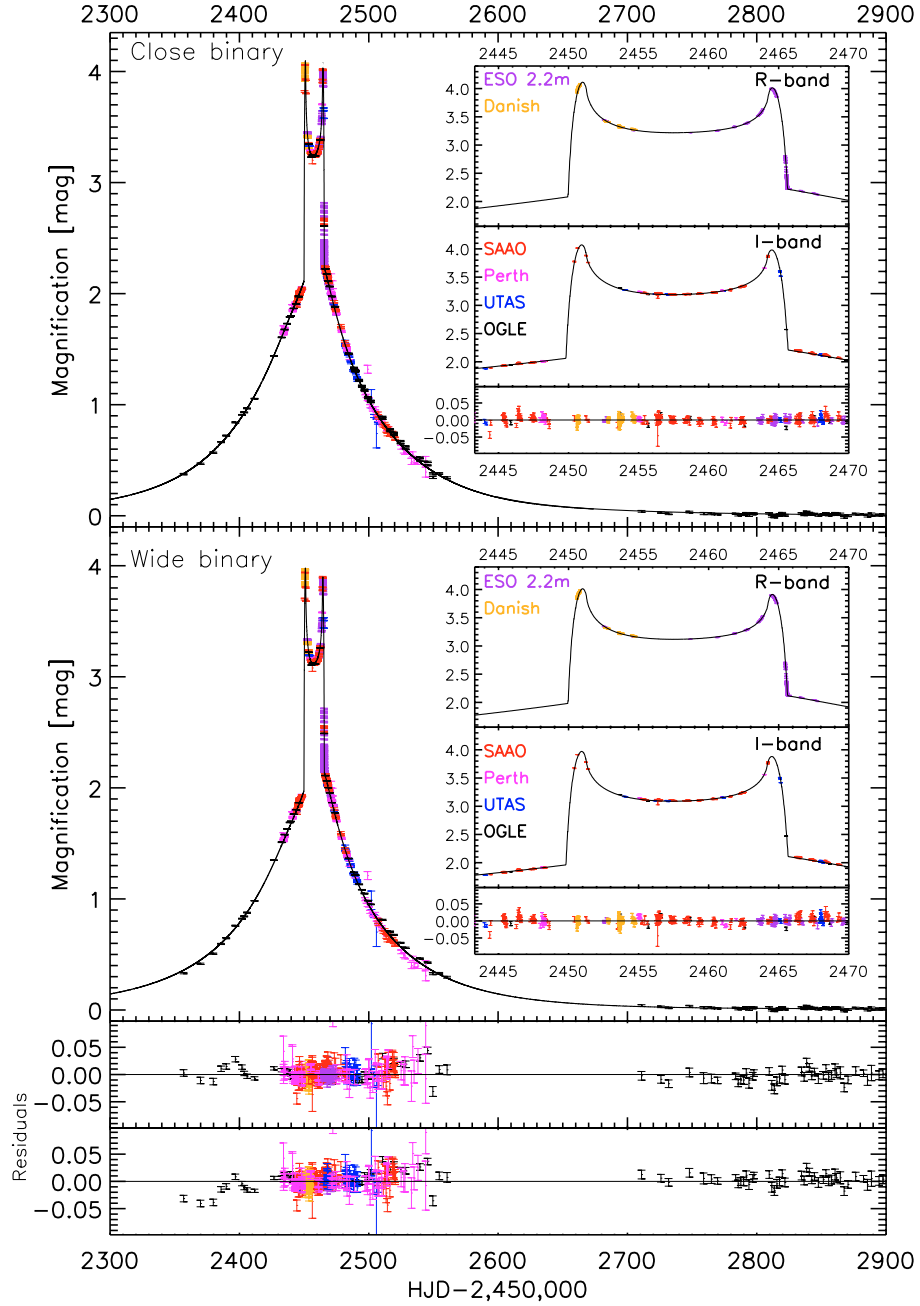 2300 2400 2500 2600 2700 2800 2900
Close binary
4
3
2
1
0
Magnification [mag]
2445 2450 2455 2460 2465 2470
ESO 2.2m
Danish
R-band
4.0
3.5
3.0
2.5
2.0
SAAO
Perth
UTAS
OGLE
I-band
4.0
3.5
3.0
2.5
2.0
0.05
0.00
-0.05
2445 2450 2455 2460 2465 2470
Wide binary
4
3
2
1
0
Magnification [mag]
2445 2450 2455 2460 2465 2470
ESO 2.2m
Danish
R-band
4.0
3.5
3.0
2.5
2.0
SAAO
Perth
UTAS
OGLE
I-band
4.0
3.5
3.0
2.5
2.0
0.05
0.00
-0.05
2445 2450 2455 2460 2465 2470
Residuals
0.05
0.00
-0.05
0.05
0.00
-0.05
2300 2400 2500 2600 2700 2800 2900
HJD-2,450,000